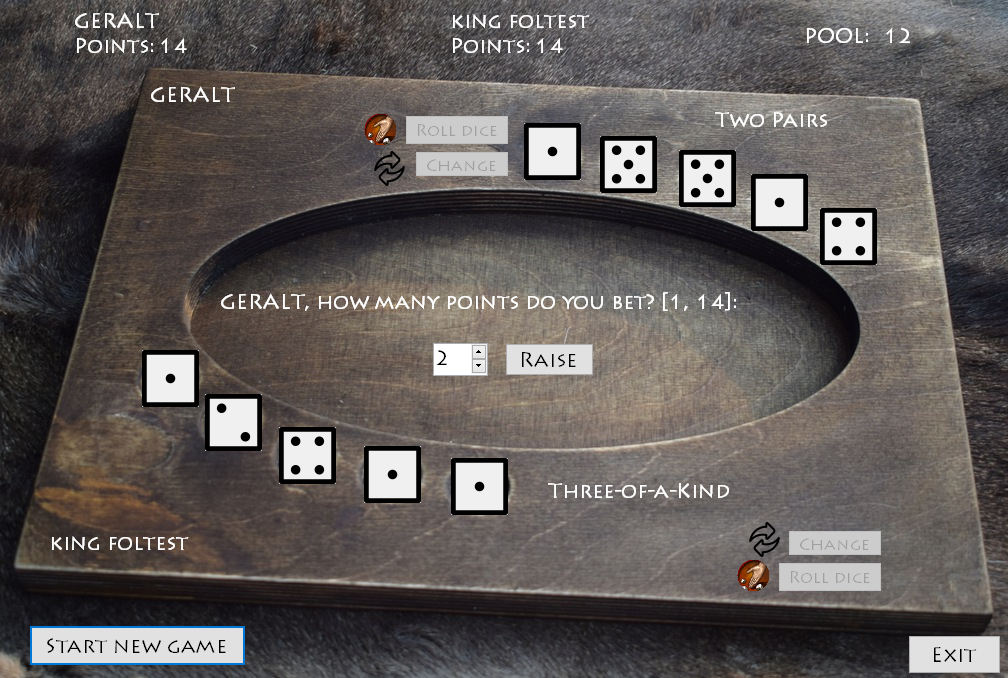 GERALT
POINTS: 14
KING FOLTEST
POINTS: 14
POOL: 12
GERALT
TWO PAIRS
ROLL DICE
CHANGE
GERALT, HOW MANY POINTS DO YOU BET? [1, 14]:
2
RAISE
THREE-OF-A-KIND
KING FOLTEST
CHANGE
ROLL DICE
START NEW GAME
EXIT